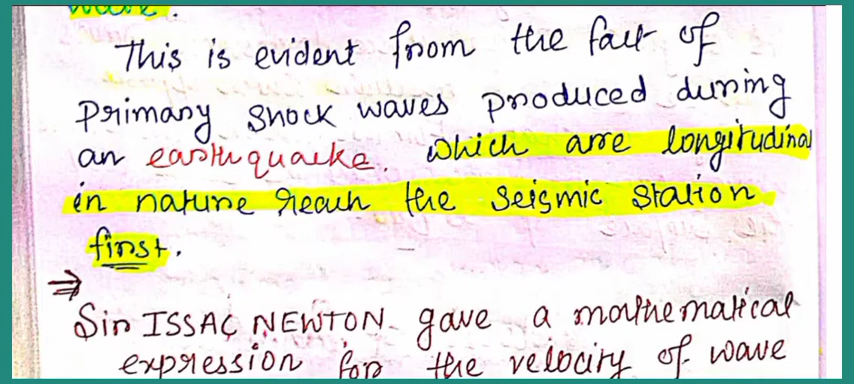 This is evident from the fact of
Primary shock waves produced during
an earthquake. which are longitudinal
in nature reach the seismic station
first.
⇒
Sir ISSAC NEWTON gave a mathematical
expression for the velocity of wave